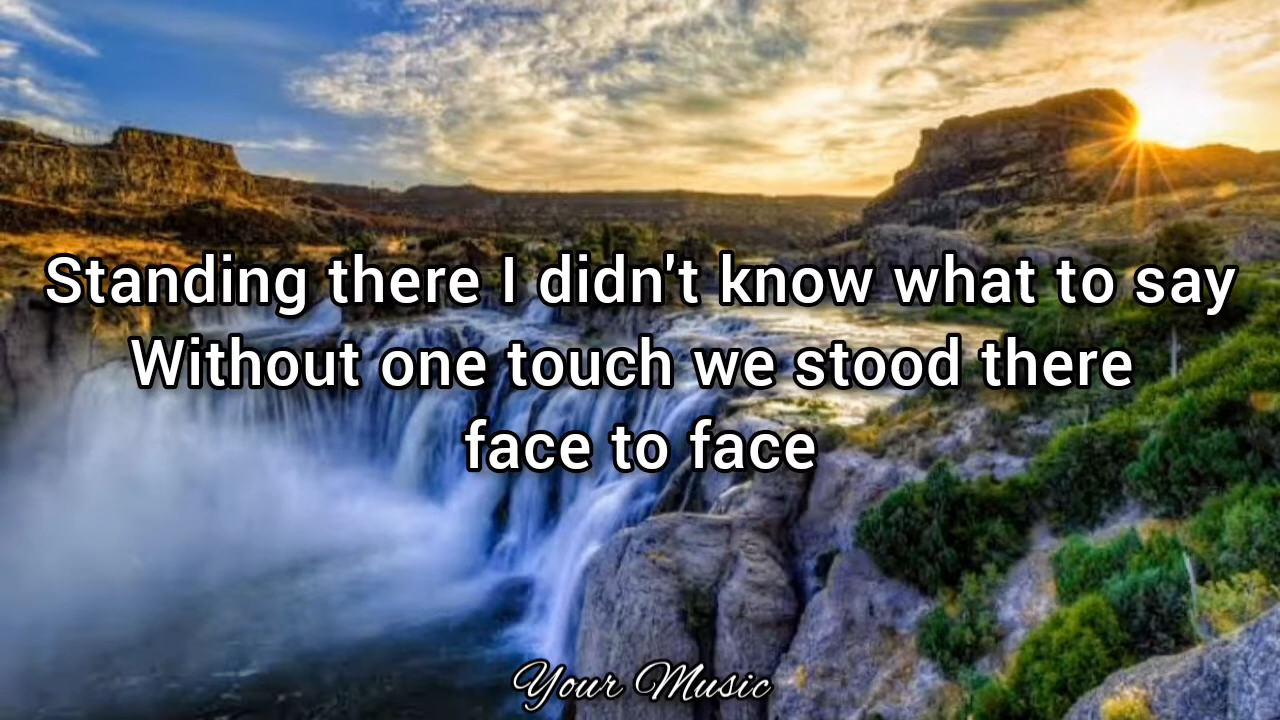 Standing there I didn't know what to say
Without one touch we stood there
face to face
Your Music